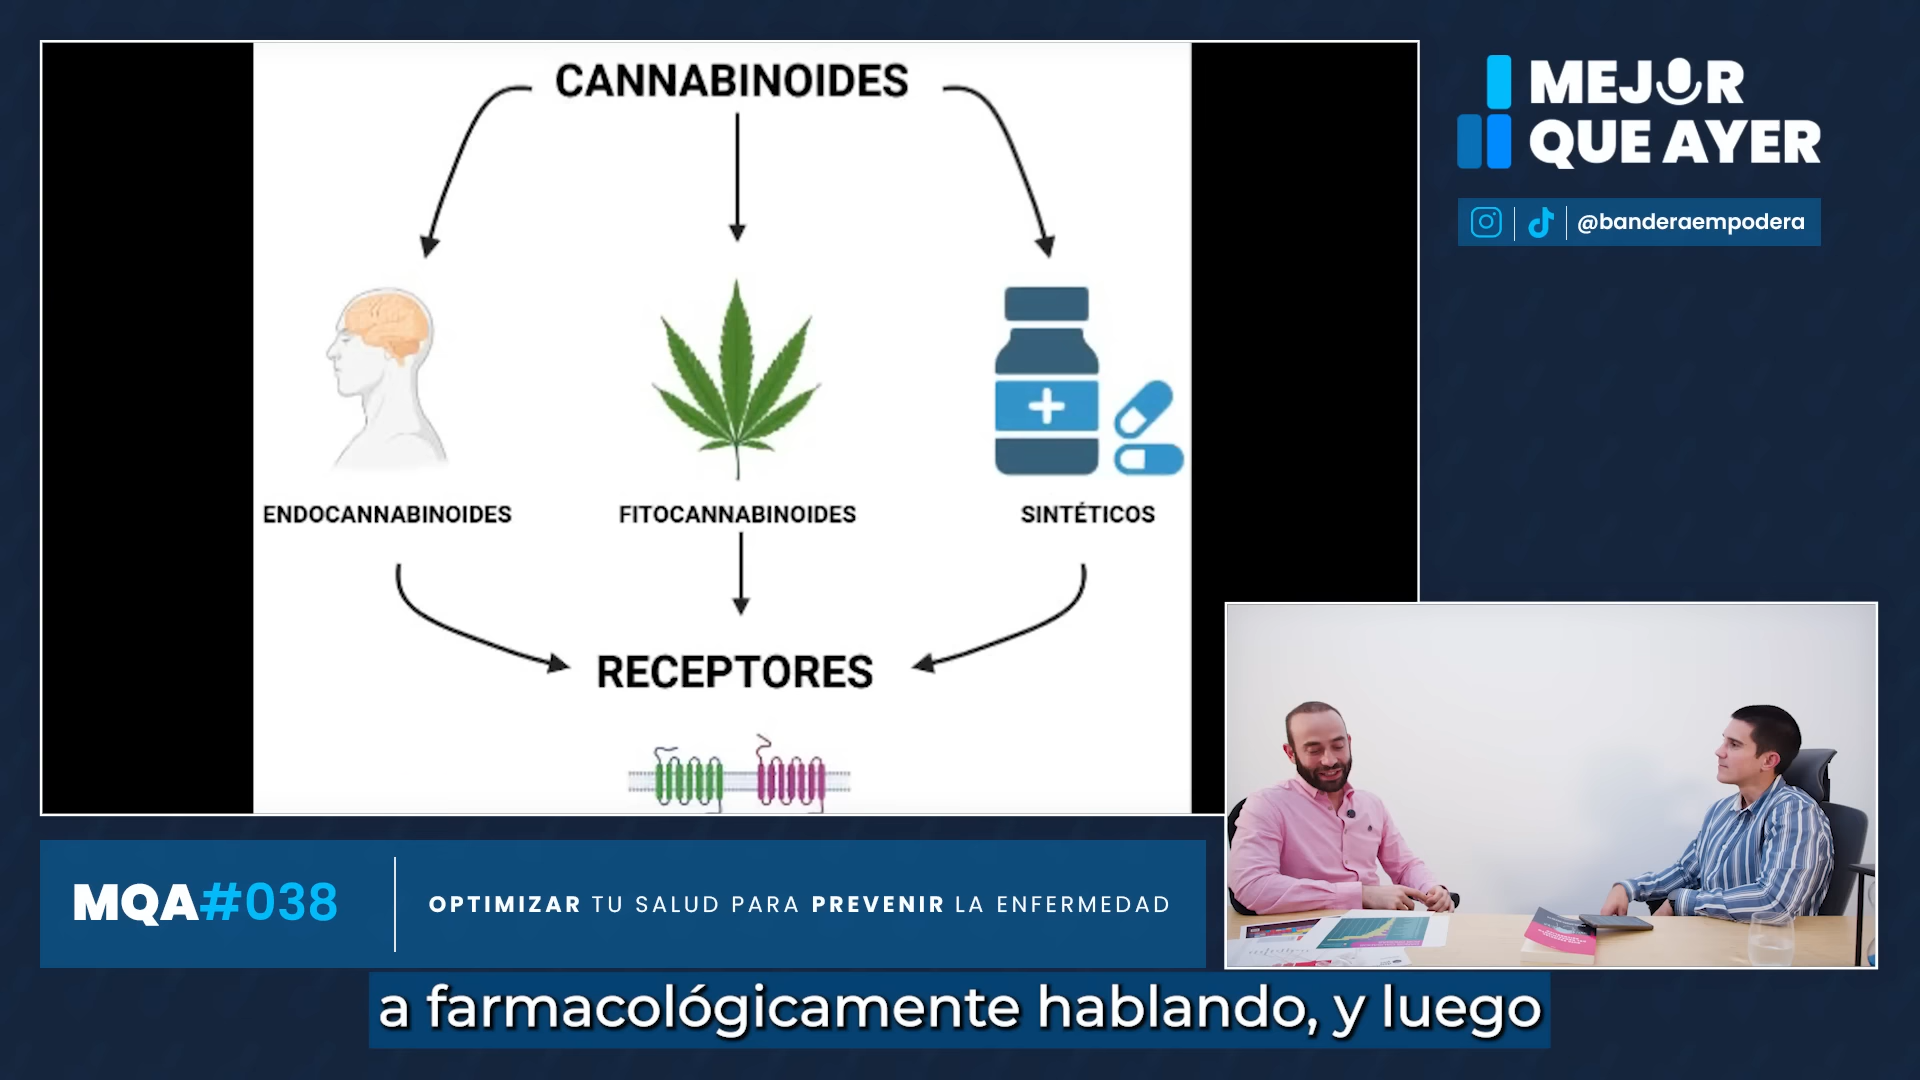 CANNABINOIDES
ENDOCANNABINOIDES
FITOCANNABINOIDES
SINTÉTICOS
RECEPTORES
MEJOR
QUE AYER
@banderaempodera
MQA#038
OPTIMIZAR TU SALUD PARA PREVENIR LA ENFERMEDAD
a farmacológicamente hablando, y luego